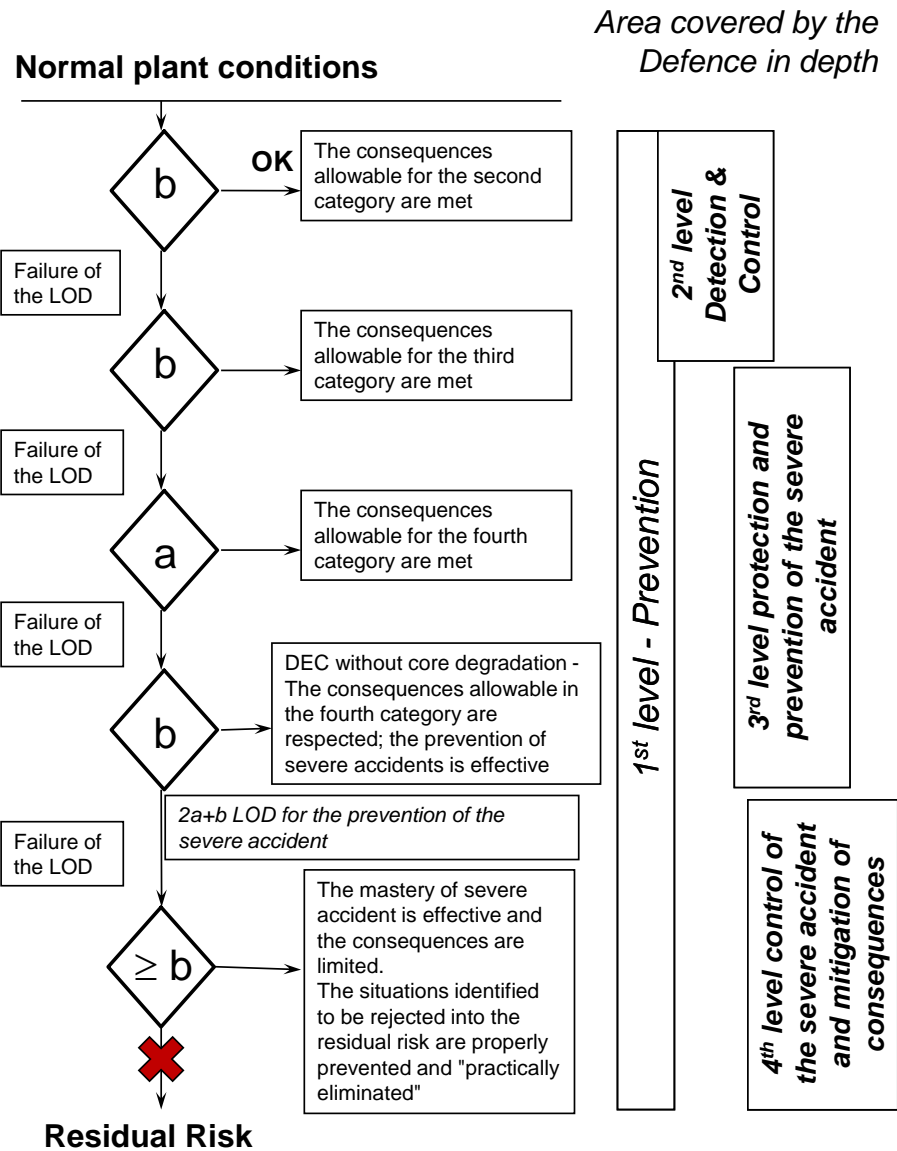 Area covered by the
Defence in depth
Normal plant conditions
b
OK
The consequences
allowable for the second
category are met
Failure of
the LOD
b
The consequences
allowable for the third
category are met
Failure of
the LOD
a
The consequences
allowable for the fourth
category are met
Failure of
the LOD
b
DEC without core degradation -
The consequences allowable in
the fourth category are
respected; the prevention of
severe accidents is effective
2a+b LOD for the prevention of the
severe accident
Failure of
the LOD
≥ b
The mastery of severe
accident is effective and
the consequences are
limited.
The situations identified
to be rejected into the
residual risk are properly
prevented and "practically
eliminated"
Residual Risk
1st level - Prevention
2nd level
Detection &
Control
3rd level protection and
prevention of the severe
accident
4th level control of
the severe accident
and mitigation of
consequences